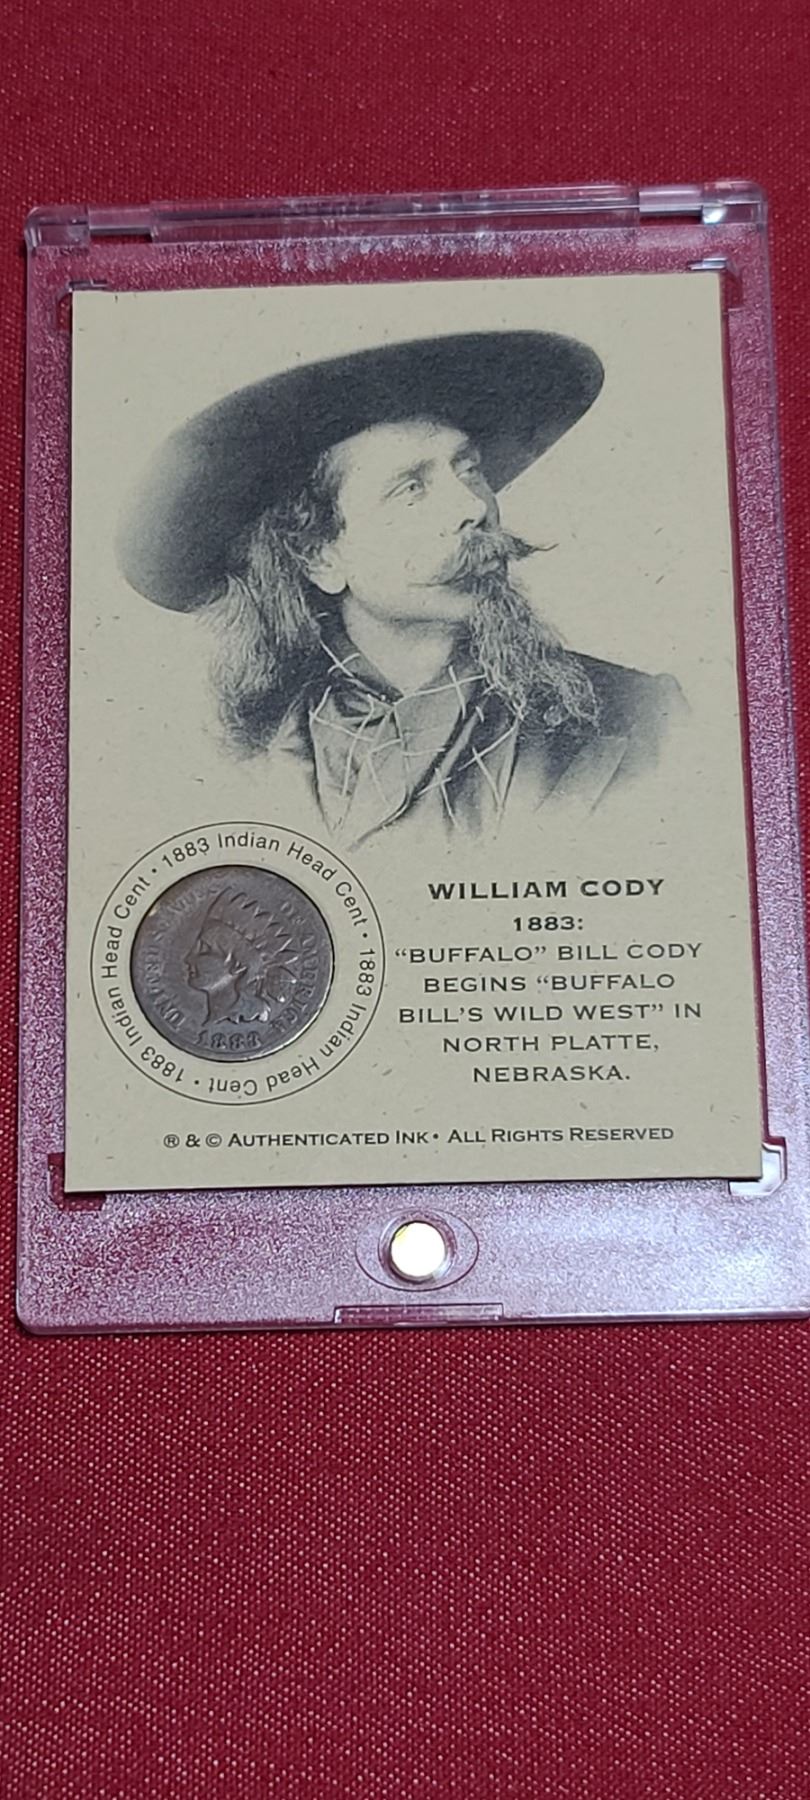 1883 Indian Head Cent • 1883 Indian Head Cent • 1883 Indian Head Cent •
UNITED STATES OF AMERICA
1883
WILLIAM CODY
1883:
“BUFFALO” BILL CODY
BEGINS “BUFFALO
BILL'S WILD WEST” IN
NORTH PLATTE,
NEBRASKA.
® & © AUTHENTICATED INK • ALL RIGHTS RESERVED